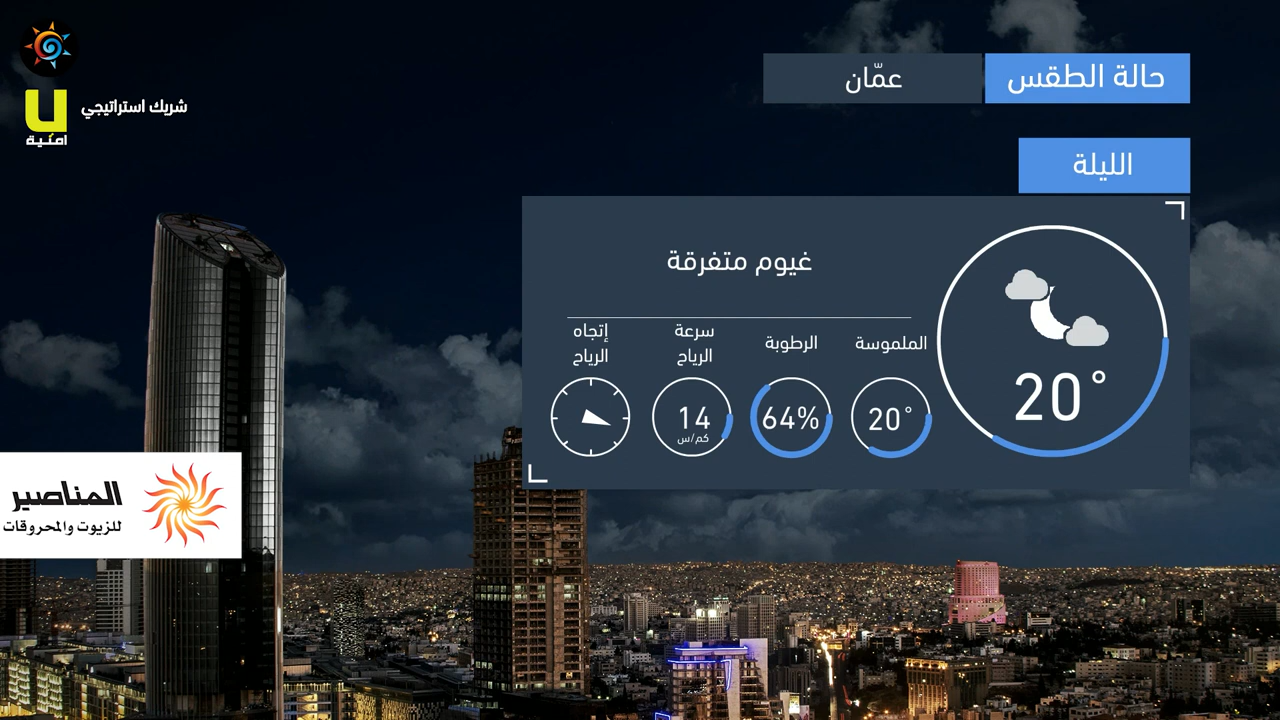 حالة الطقس
عمّان
شريك استراتيجي
U
امنية
الليلة
غيوم متفرقة
20°
الملموسة
20°
الرطوبة
64%
سرعة
الرياح
14
كم/س
إتجاه
الرياح
المناصير
للزيوت والمحروقات